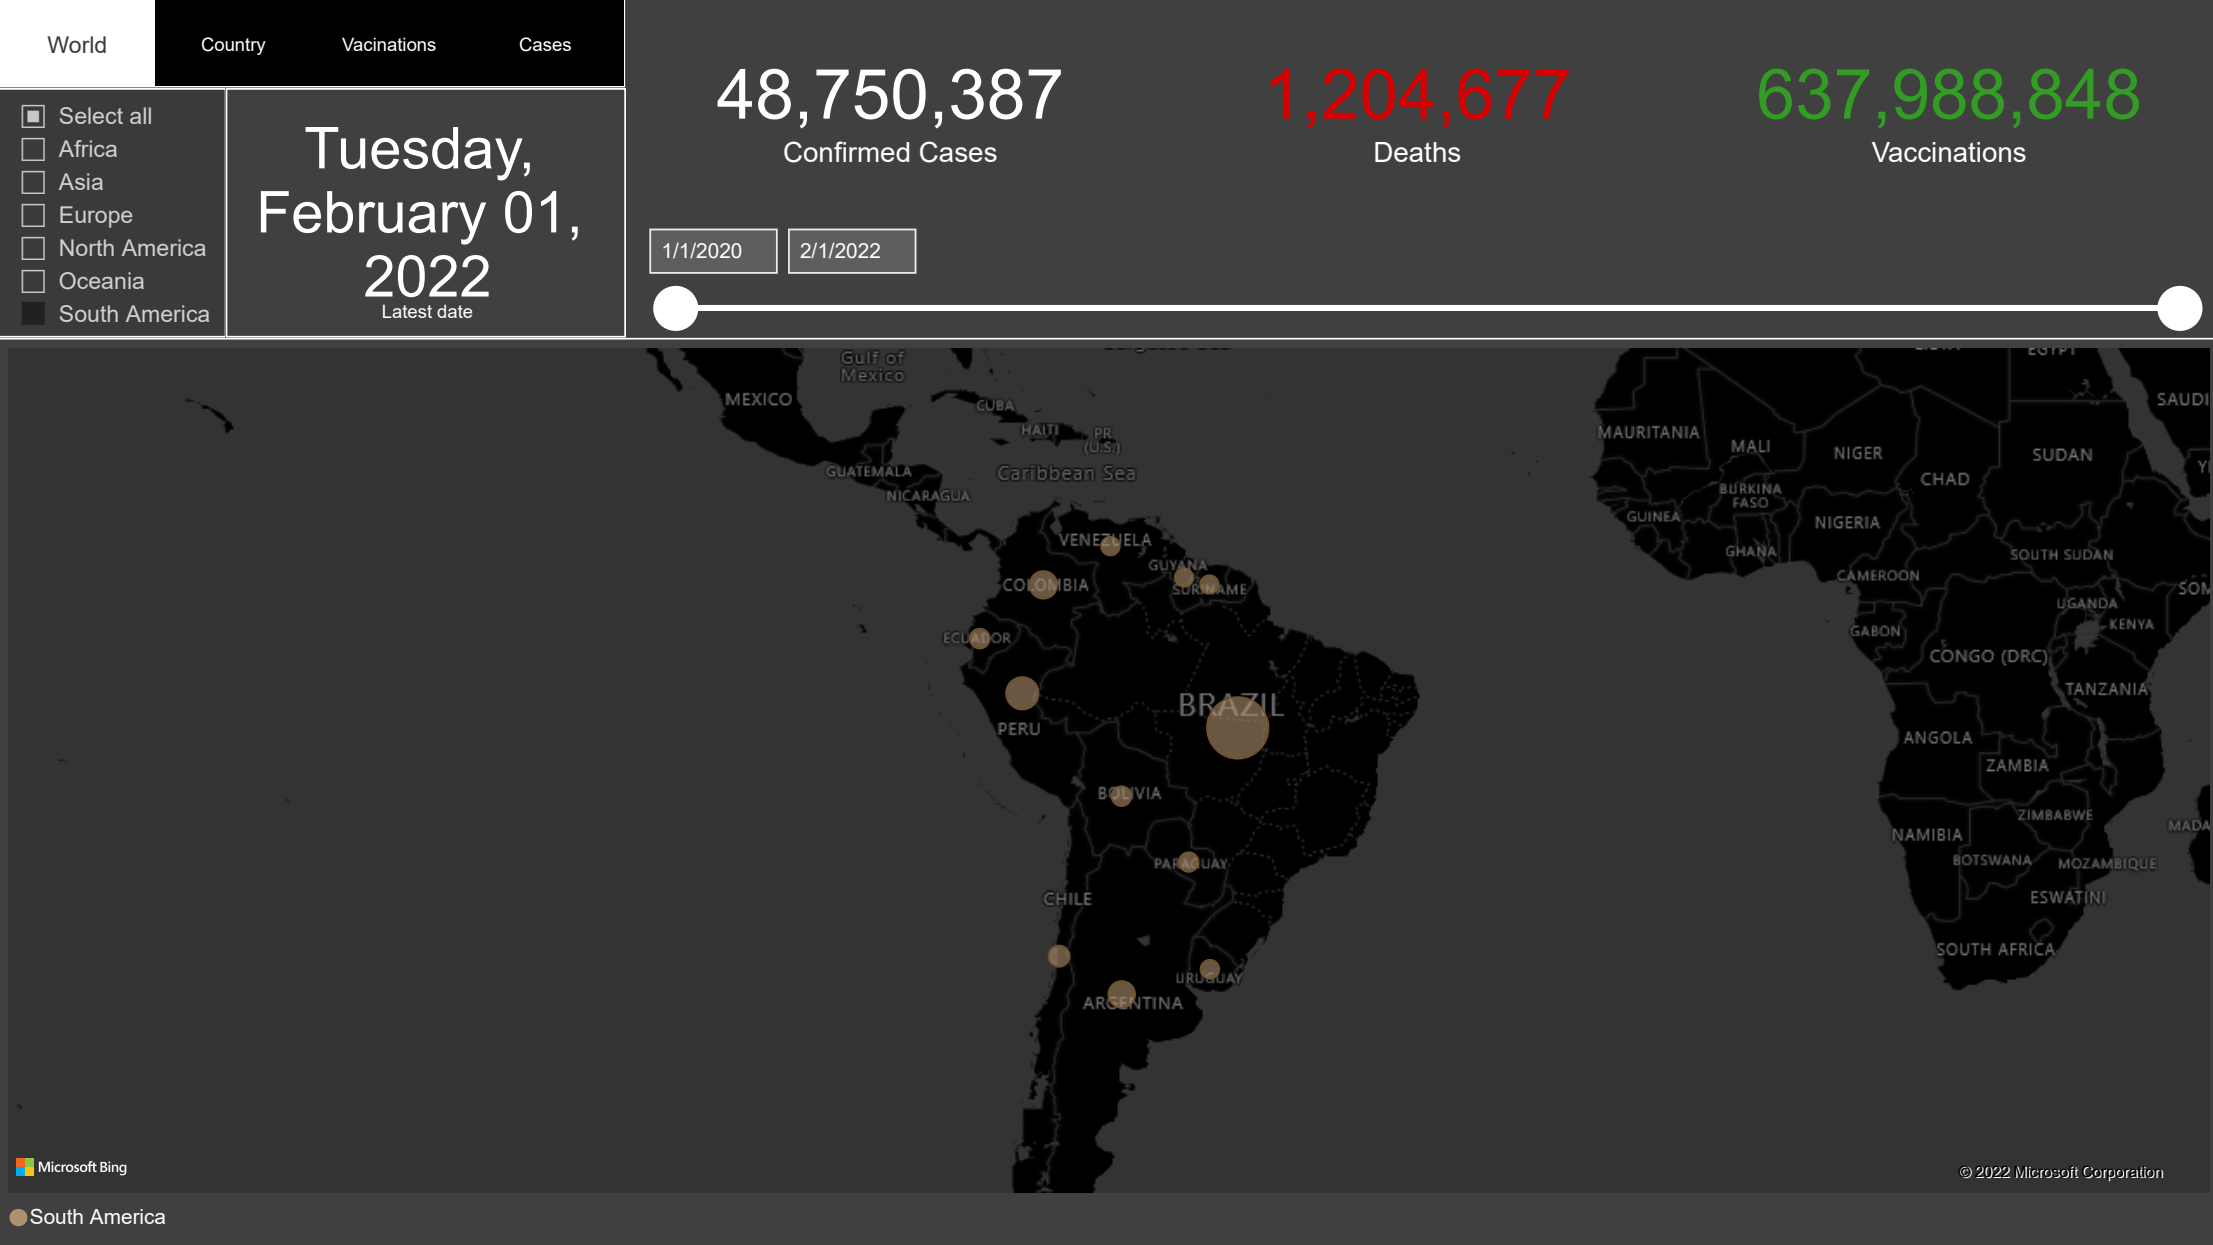 World
Country
Vacinations
Cases
Select all
Africa
Asia
Europe
North America
Oceania
South America
Tuesday,
February 01,
2022
Latest date
48,750,387
Confirmed Cases
1,204,677
Deaths
637,988,848
Vaccinations
1/1/2020
2/1/2022
Gulf of
Mexico
MEXICO
CUBA
HAITI
PR
(U.S.)
GUATEMALA
Caribbean Sea
NICARAGUA
VENEZUELA
GUYANA
COLOMBIA
SURINAME
ECUADOR
BRAZIL
PERU
BOLIVIA
PARAGUAY
CHILE
URUGUAY
ARGENTINA
EGYPT
SAUDI
MAURITANIA
MALI
NIGER
SUDAN
CHAD
YE
BURKINA
FASO
GUINEA
NIGERIA
GHANA
SOUTH SUDAN
CAMEROON
SOM
UGANDA
KENYA
GABON
CONGO (DRC)
TANZANIA
ANGOLA
ZAMBIA
ZIMBABWE
MADA
NAMIBIA
BOTSWANA
MOZAMBIQUE
ESWATINI
SOUTH AFRICA
Microsoft Bing
© 2022 Microsoft Corporation
South America